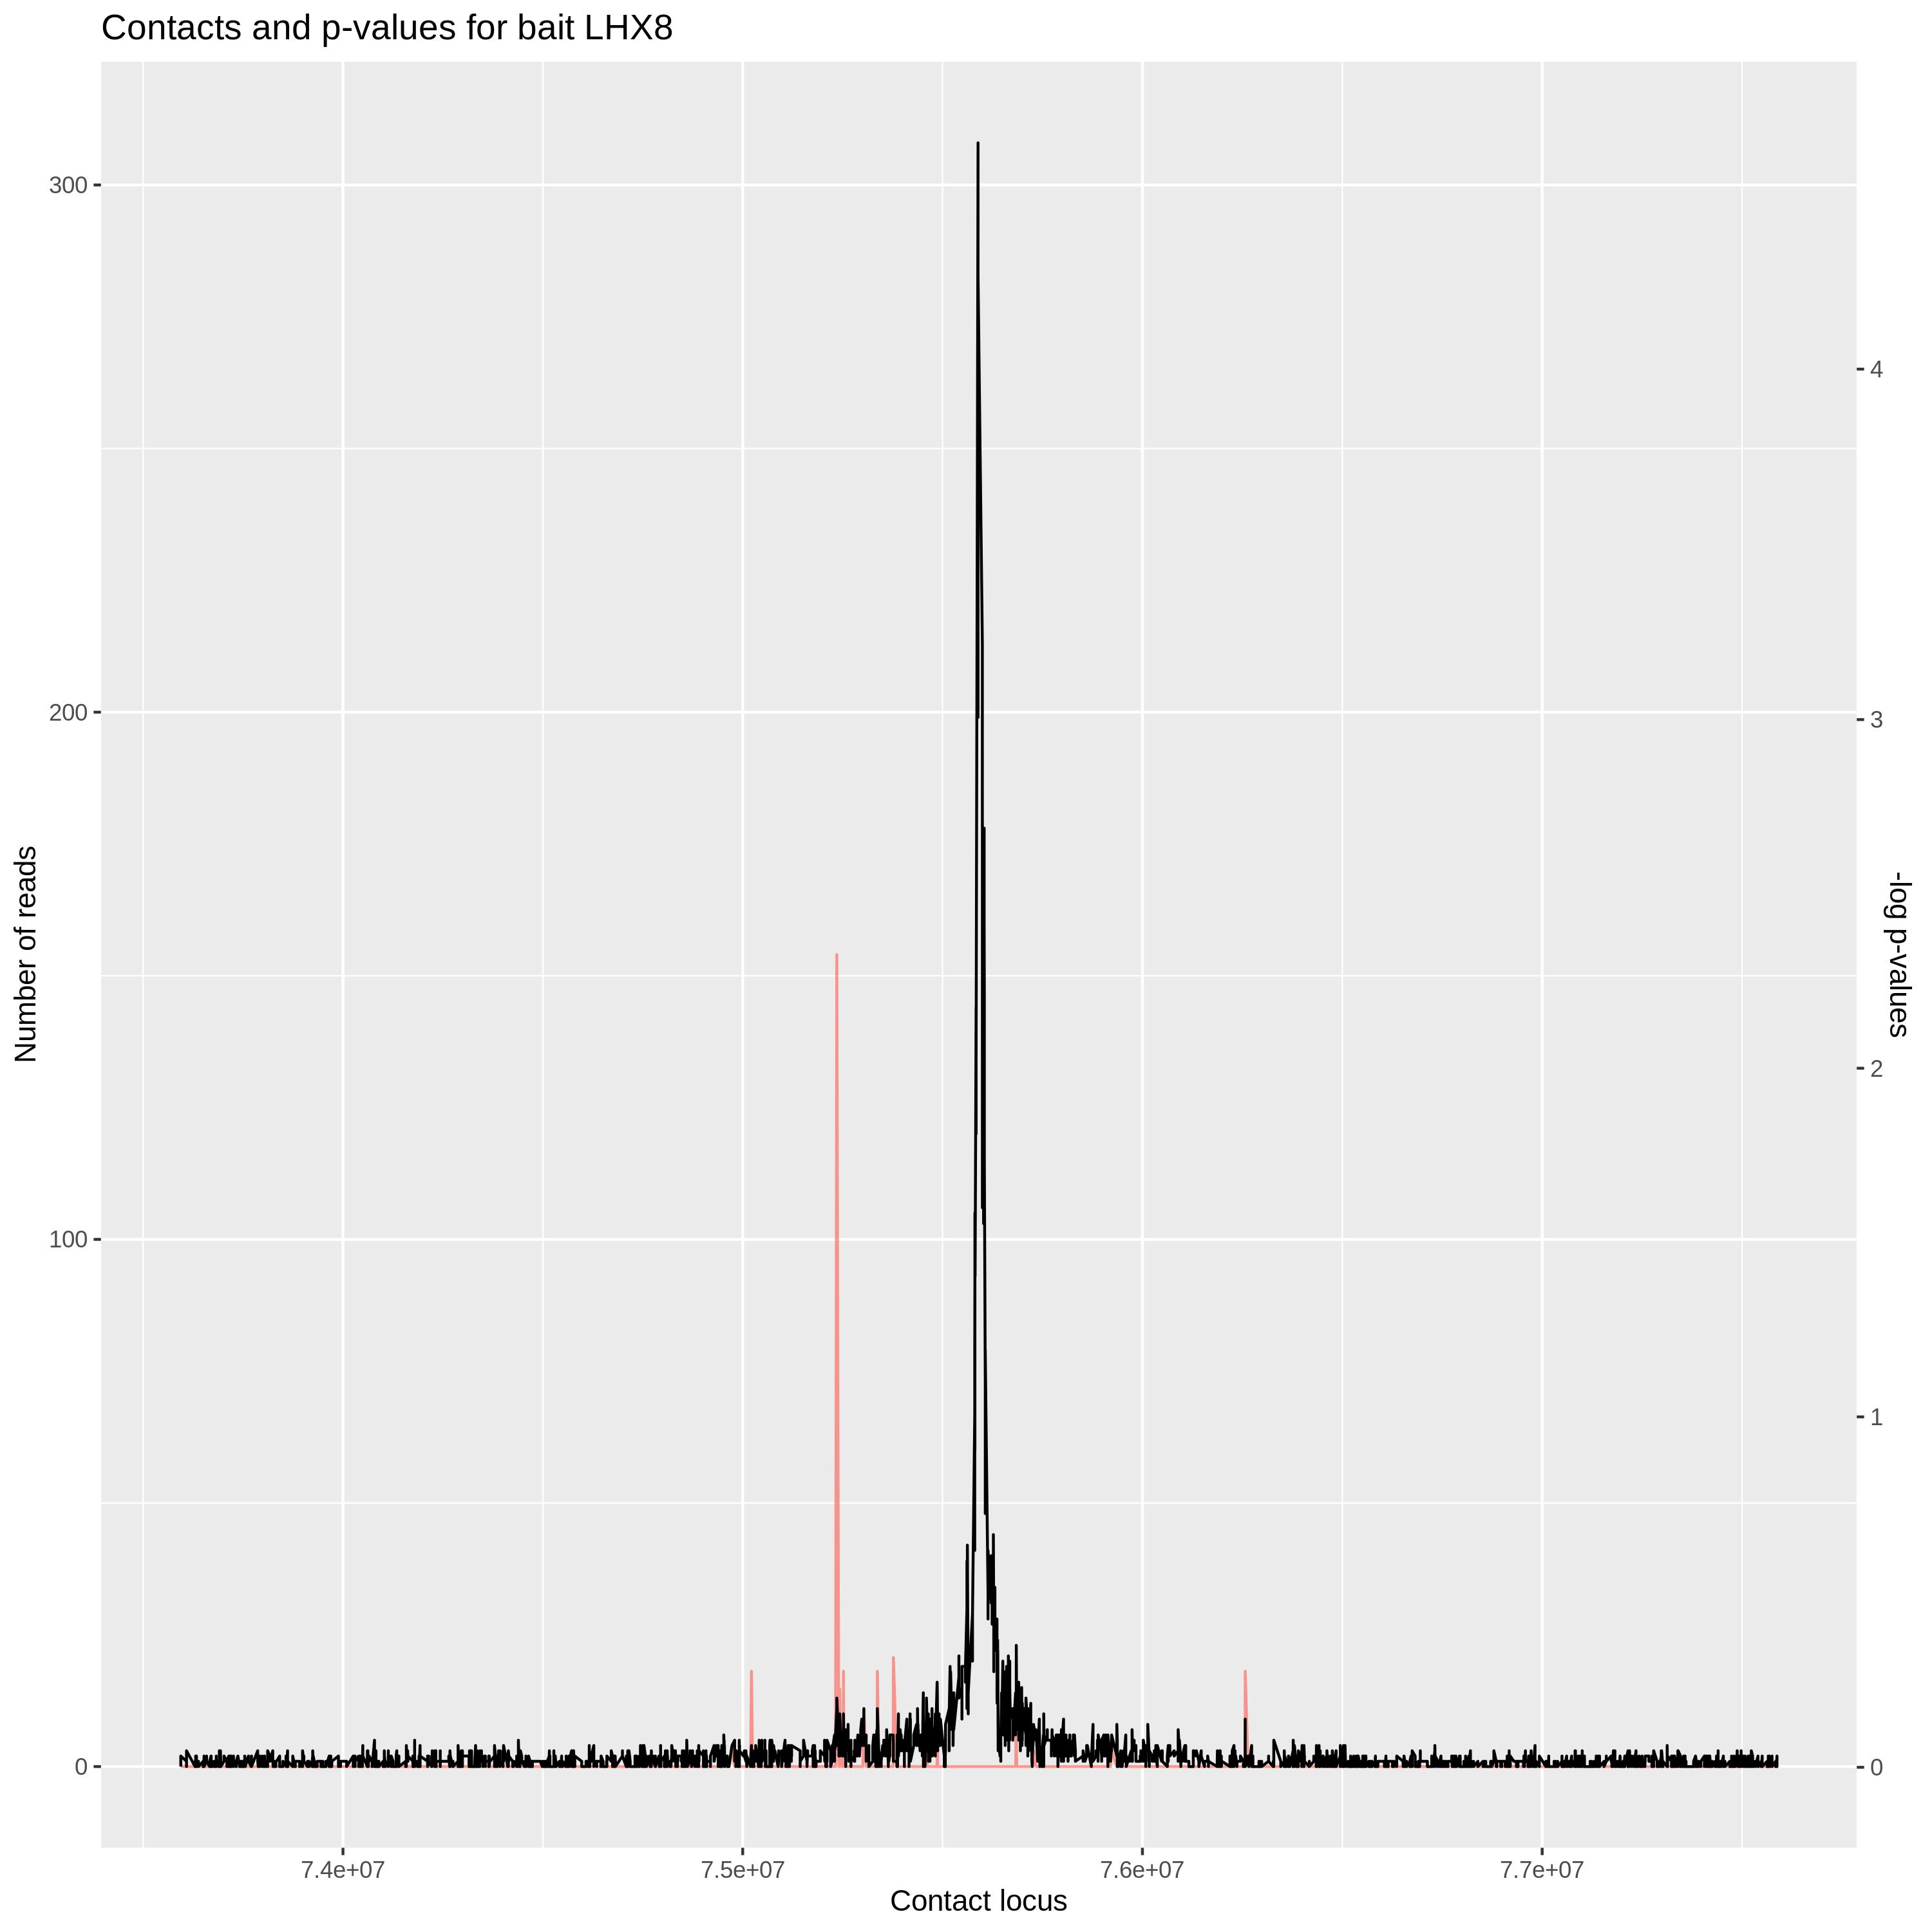 Contacts and p-values for bait LHX8
300
200
100
0
Number of reads
4
3
2
1
0
-log p-values
7.4e+07
7.5e+07
7.6e+07
7.7e+07
Contact locus